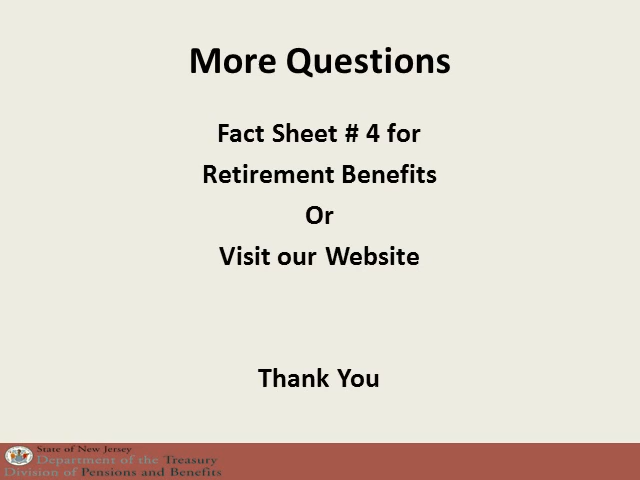 More Questions
Fact Sheet # 4 for
Retirement Benefits
Or
Visit our Website
Thank You
State of New Jersey
Department of the Treasury
Division of Pensions and Benefits